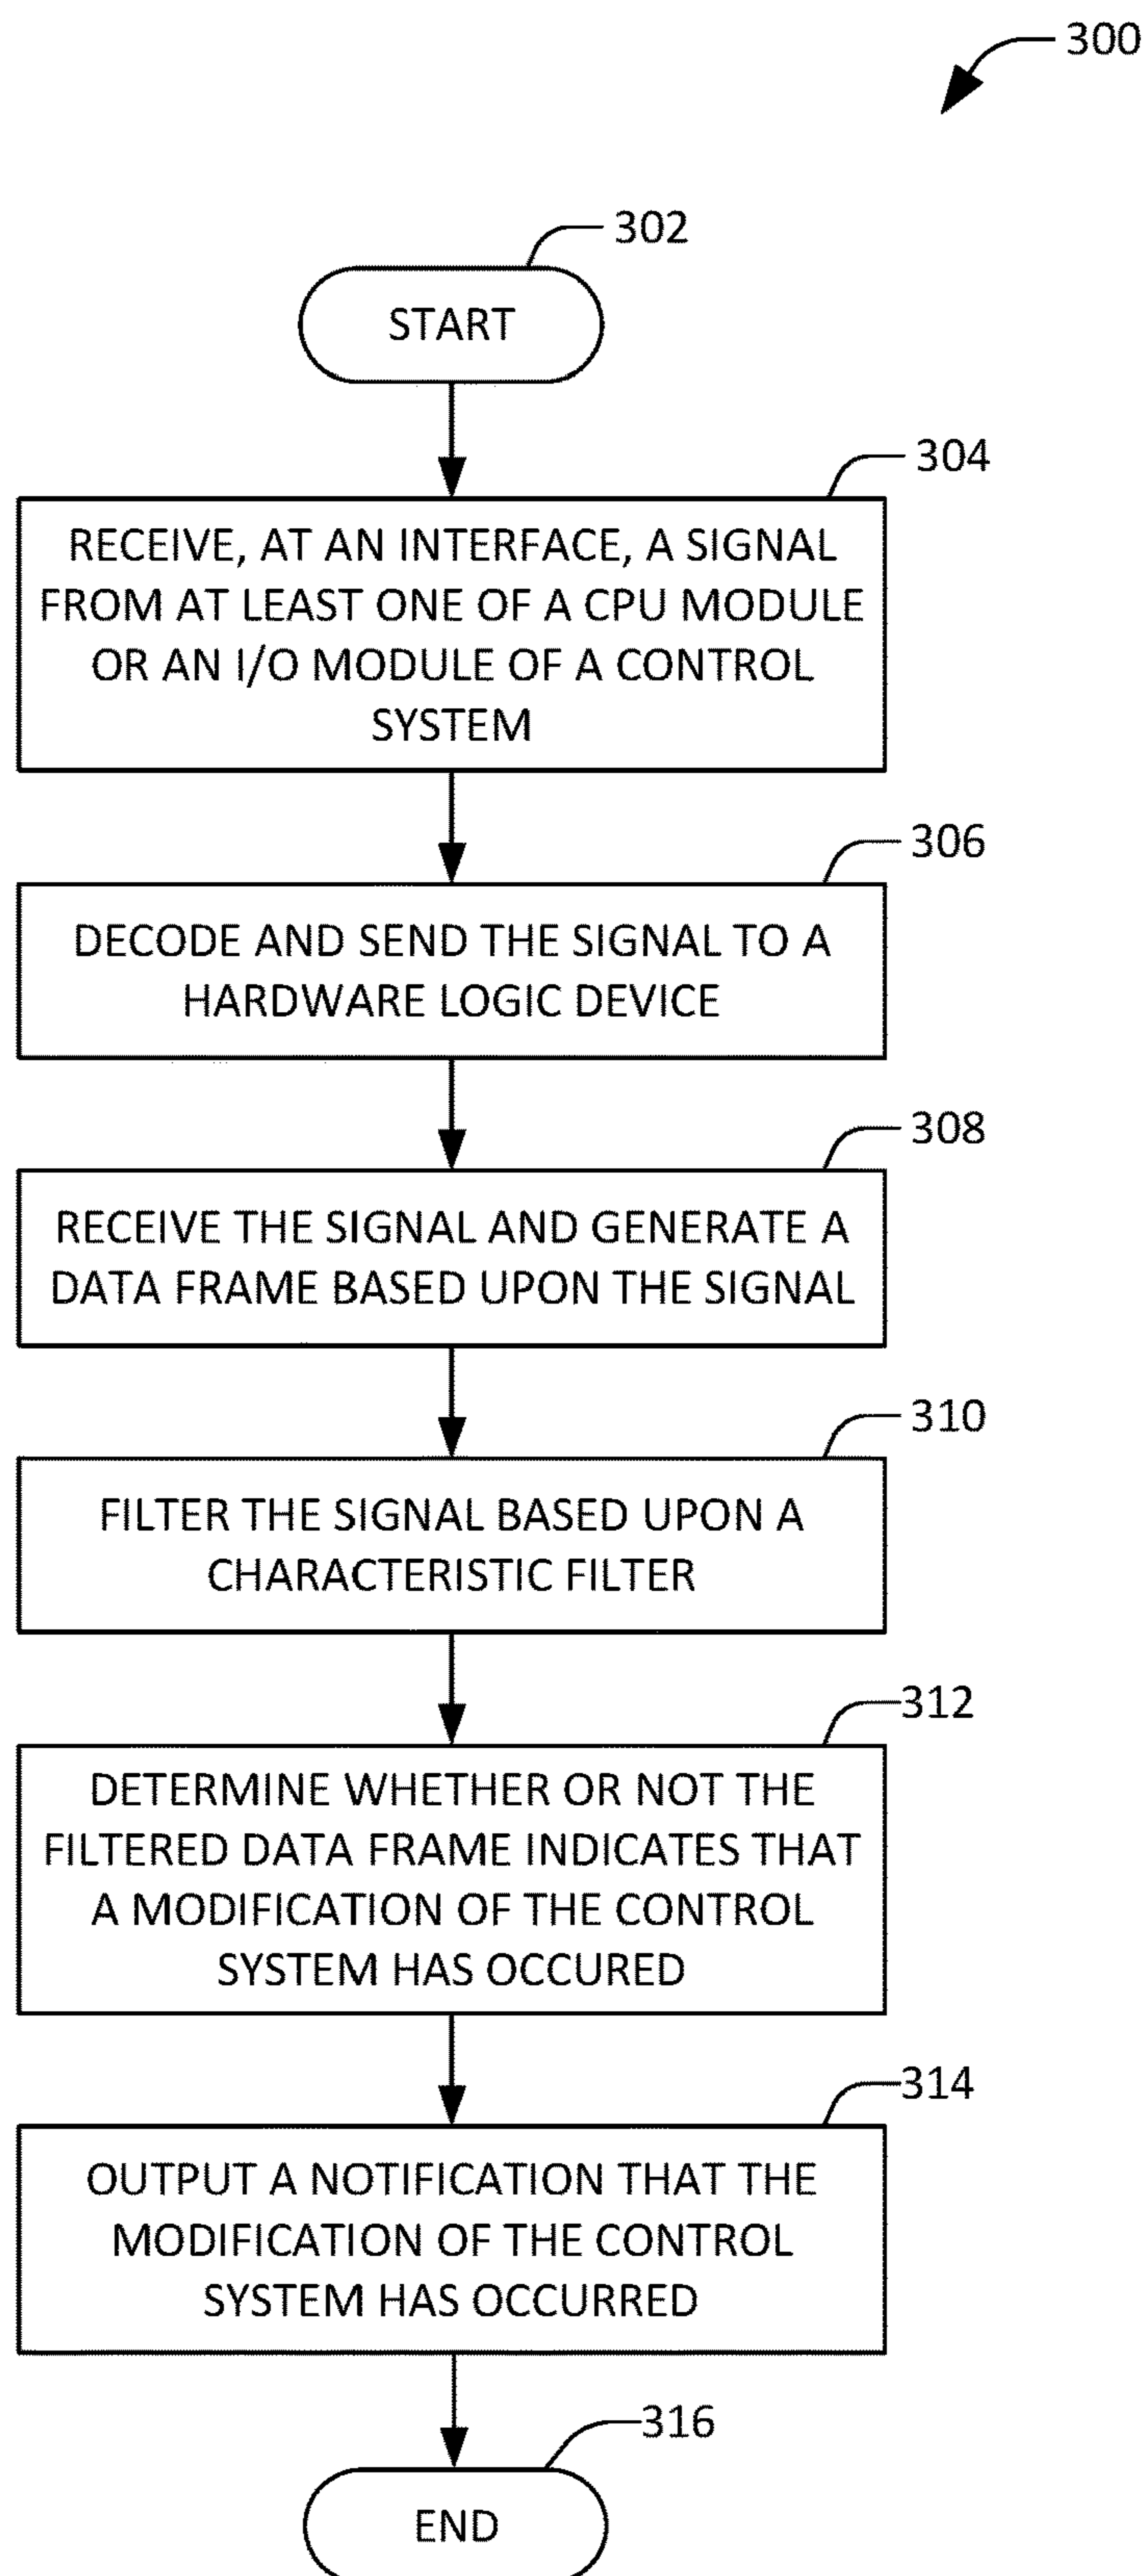 300
302
START
304
RECEIVE, AT AN INTERFACE, A SIGNAL
FROM AT LEAST ONE OF A CPU MODULE
OR AN I/O MODULE OF A CONTROL
SYSTEM
306
DECODE AND SEND THE SIGNAL TO A
HARDWARE LOGIC DEVICE
308
RECEIVE THE SIGNAL AND GENERATE A
DATA FRAME BASED UPON THE SIGNAL
310
FILTER THE SIGNAL BASED UPON A
CHARACTERISTIC FILTER
312
DETERMINE WHETHER OR NOT THE
FILTERED DATA FRAME INDICATES THAT
A MODIFICATION OF THE CONTROL
SYSTEM HAS OCCURED
314
OUTPUT A NOTIFICATION THAT THE
MODIFICATION OF THE CONTROL
SYSTEM HAS OCCURRED
316
END